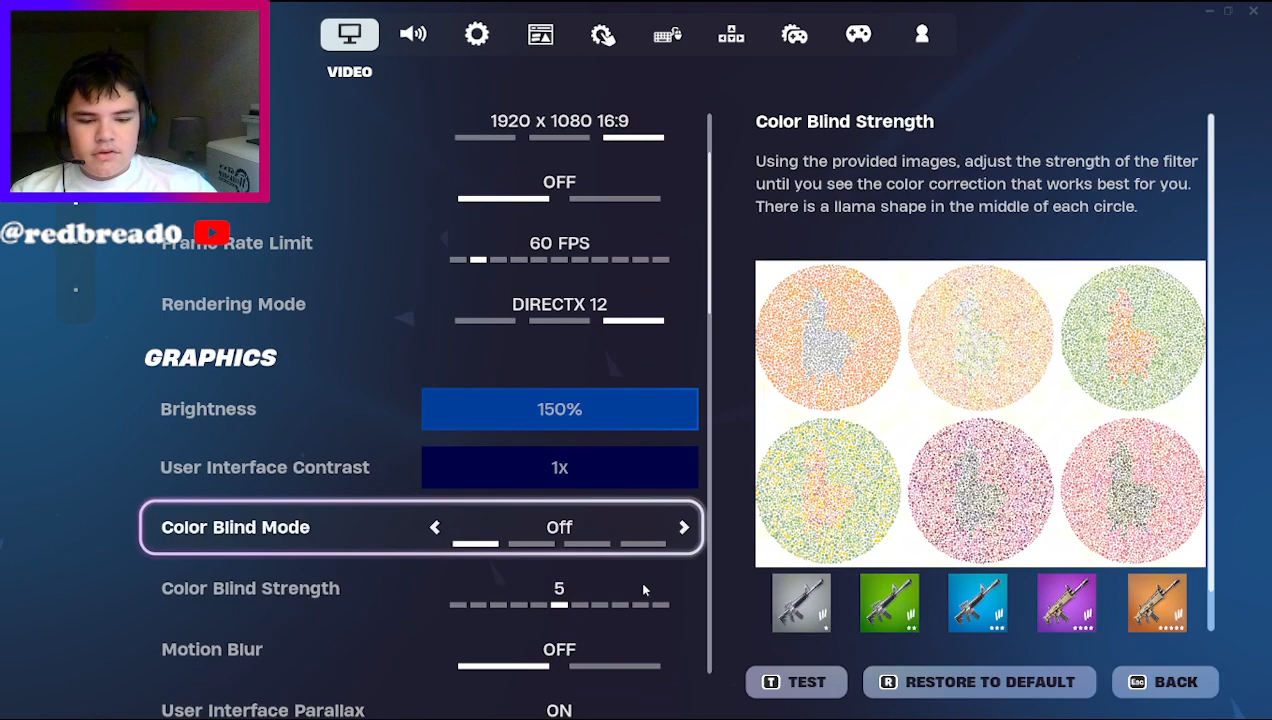 VIDEO
1920 x 1080 16:9
OFF
@redbread0
Frame Rate Limit
60 FPS
Rendering Mode
DIRECTX 12
GRAPHICS
Brightness
150%
User Interface Contrast
1x
Color Blind Mode
Off
Color Blind Strength
5
Motion Blur
OFF
User Interface Parallax
ON
Color Blind Strength
Using the provided images, adjust the strength of the filter
until you see the color correction that works best for you.
There is a llama shape in the middle of each circle.
T TEST
R RESTORE TO DEFAULT
Esc BACK